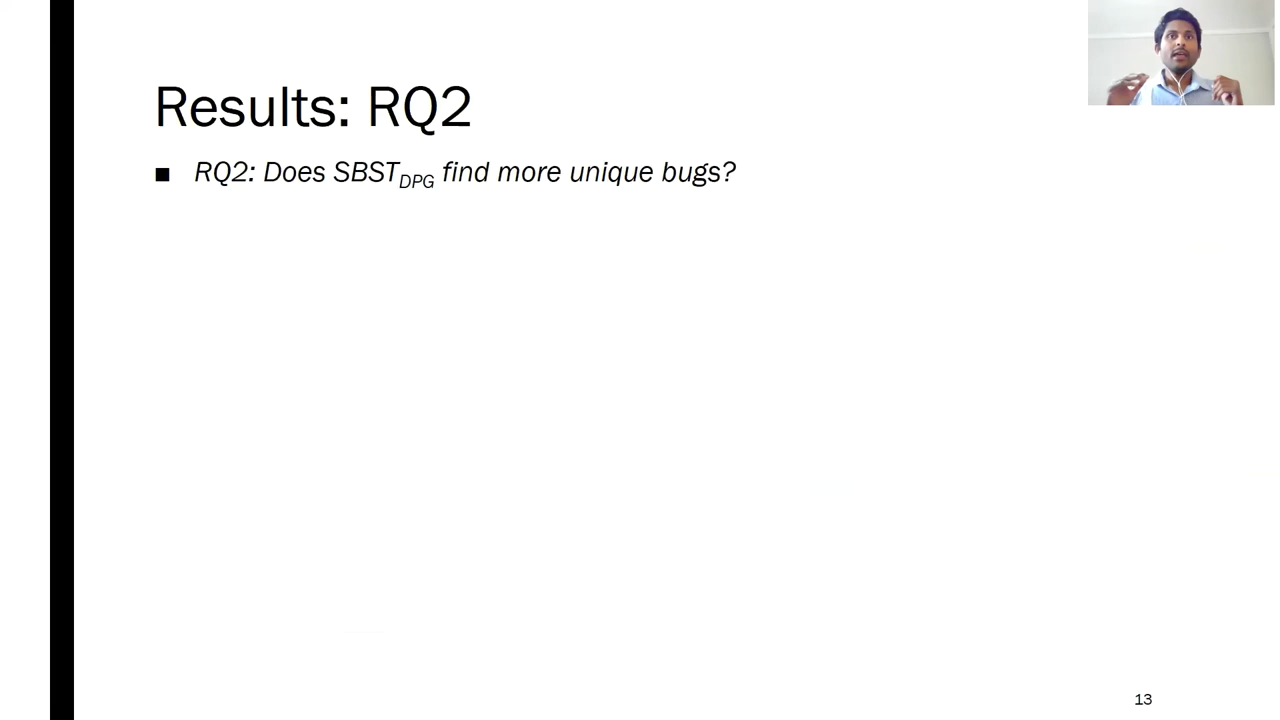 Results: RQ2
■ RQ2: Does SBST_DPG find more unique bugs?
13